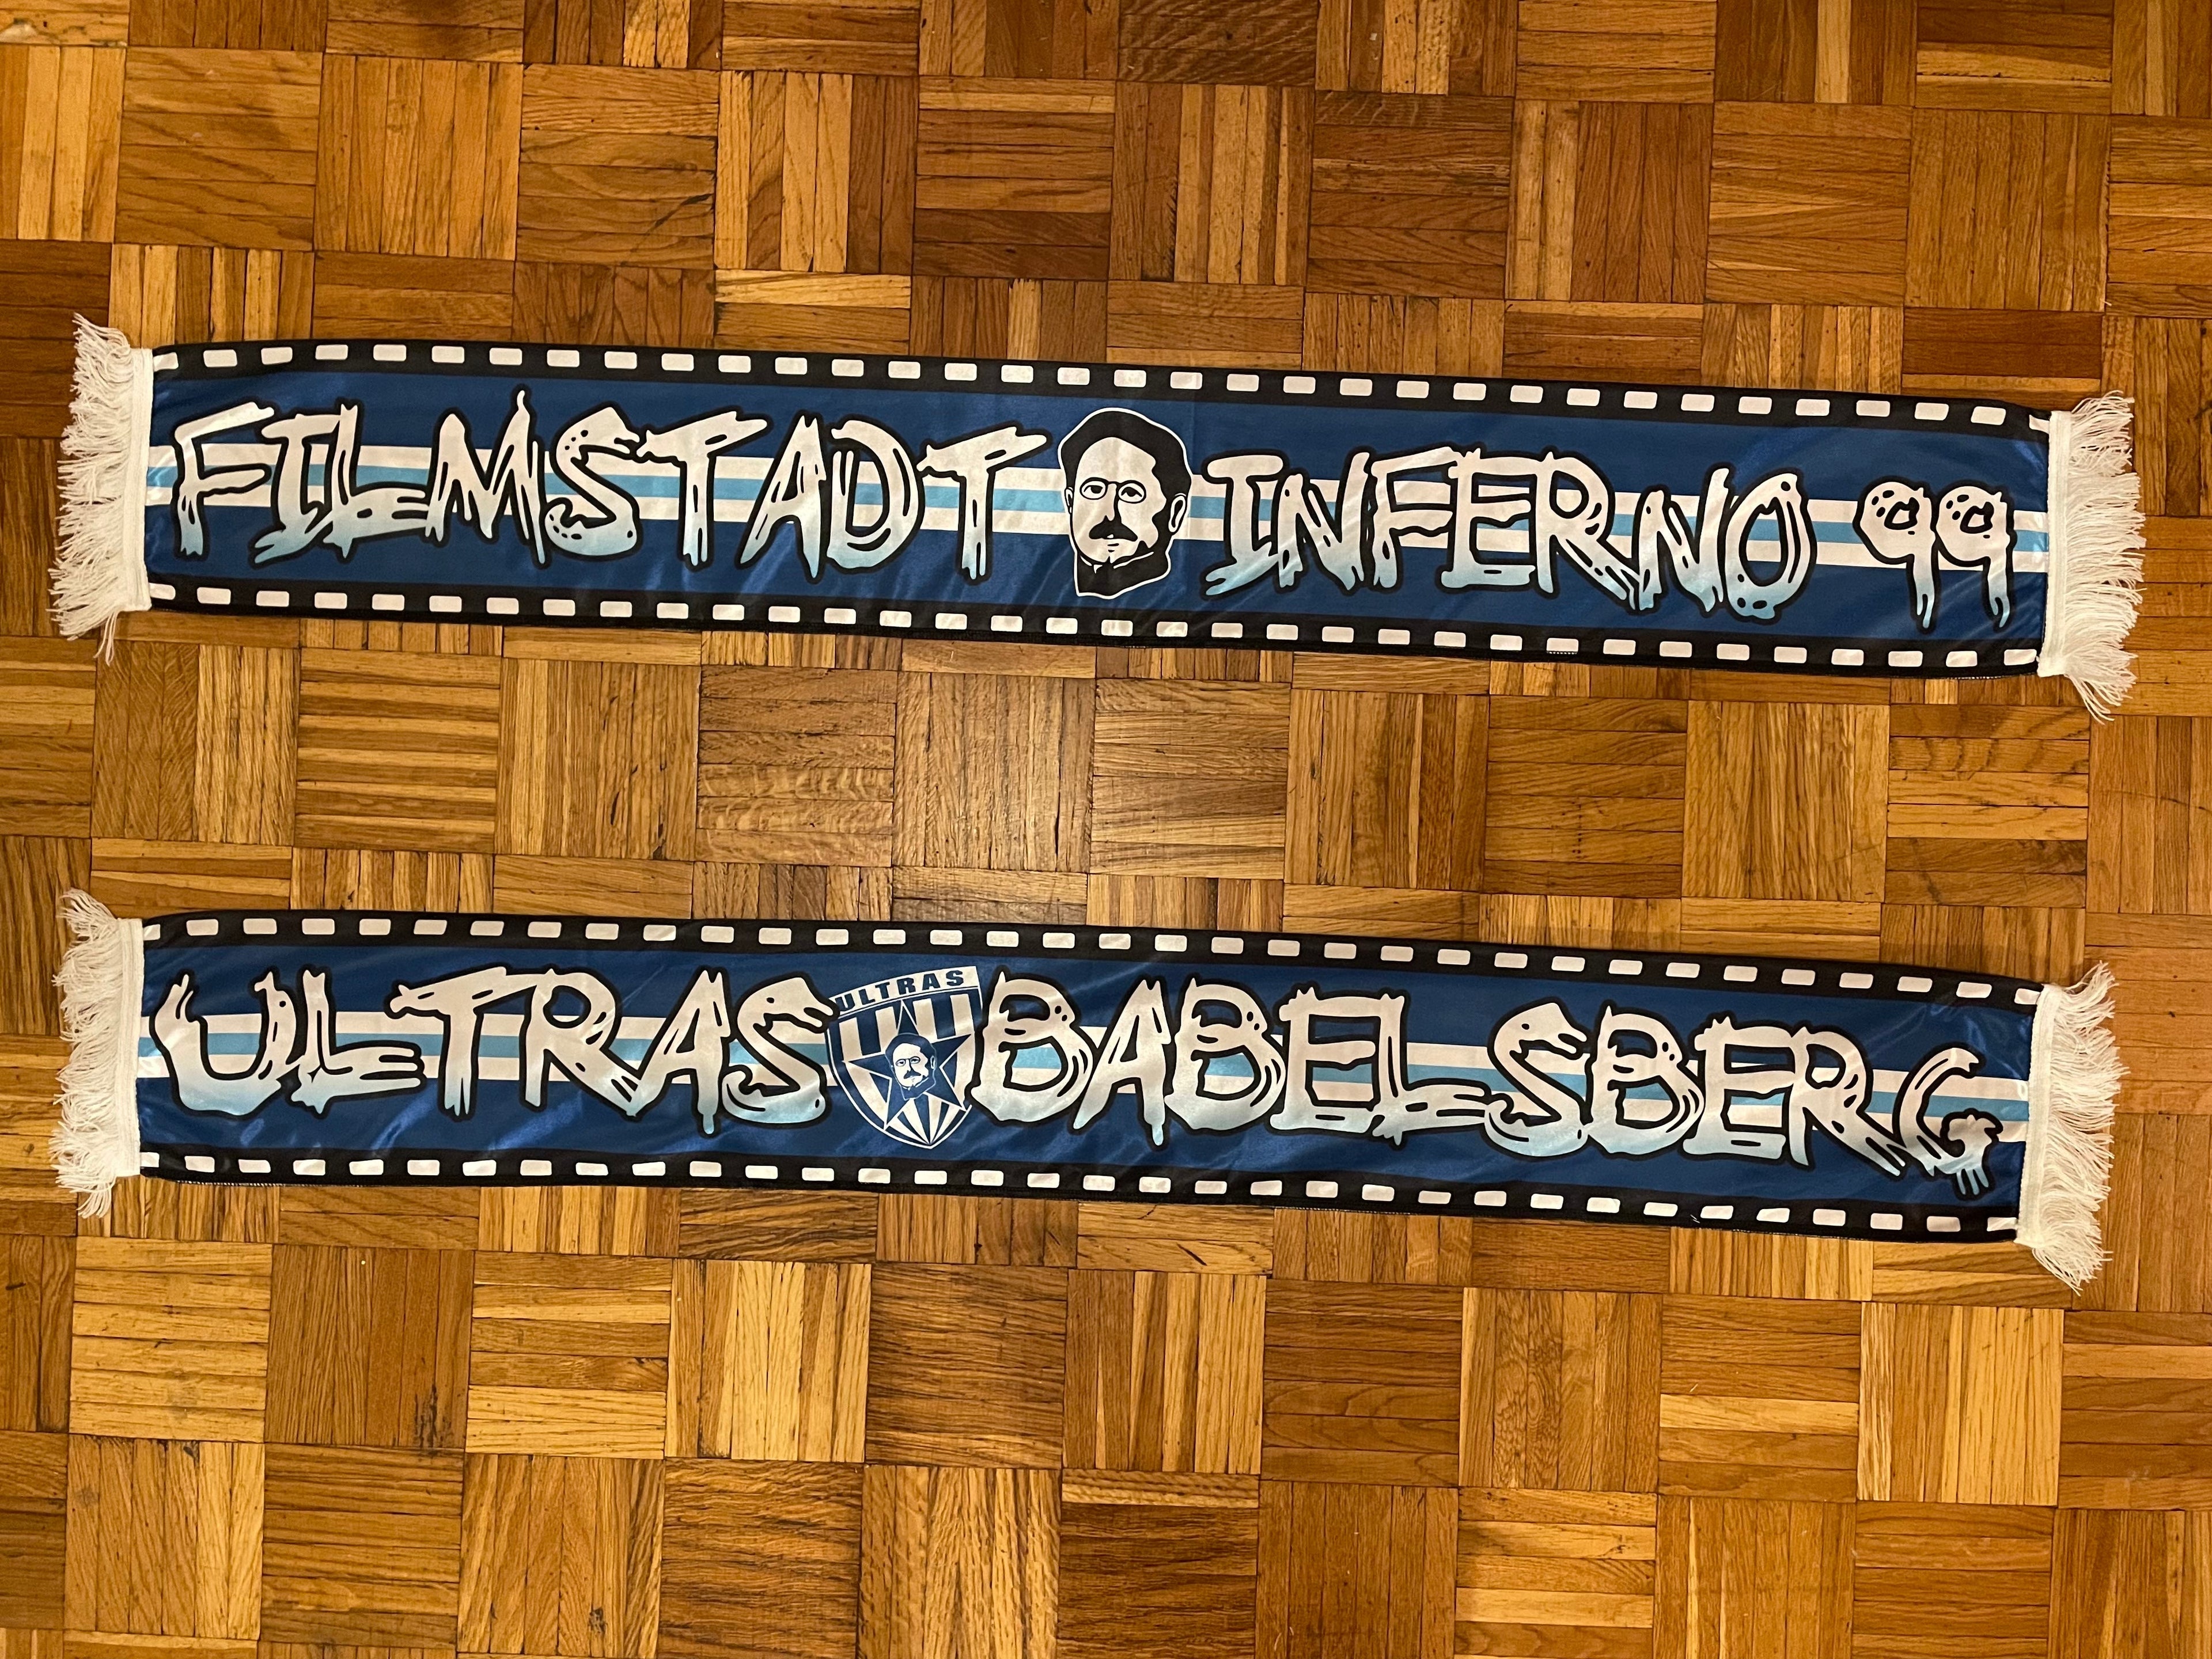 FILMSTADT INFERNO 99
ULTRAS ULTRAS BABELSBERG